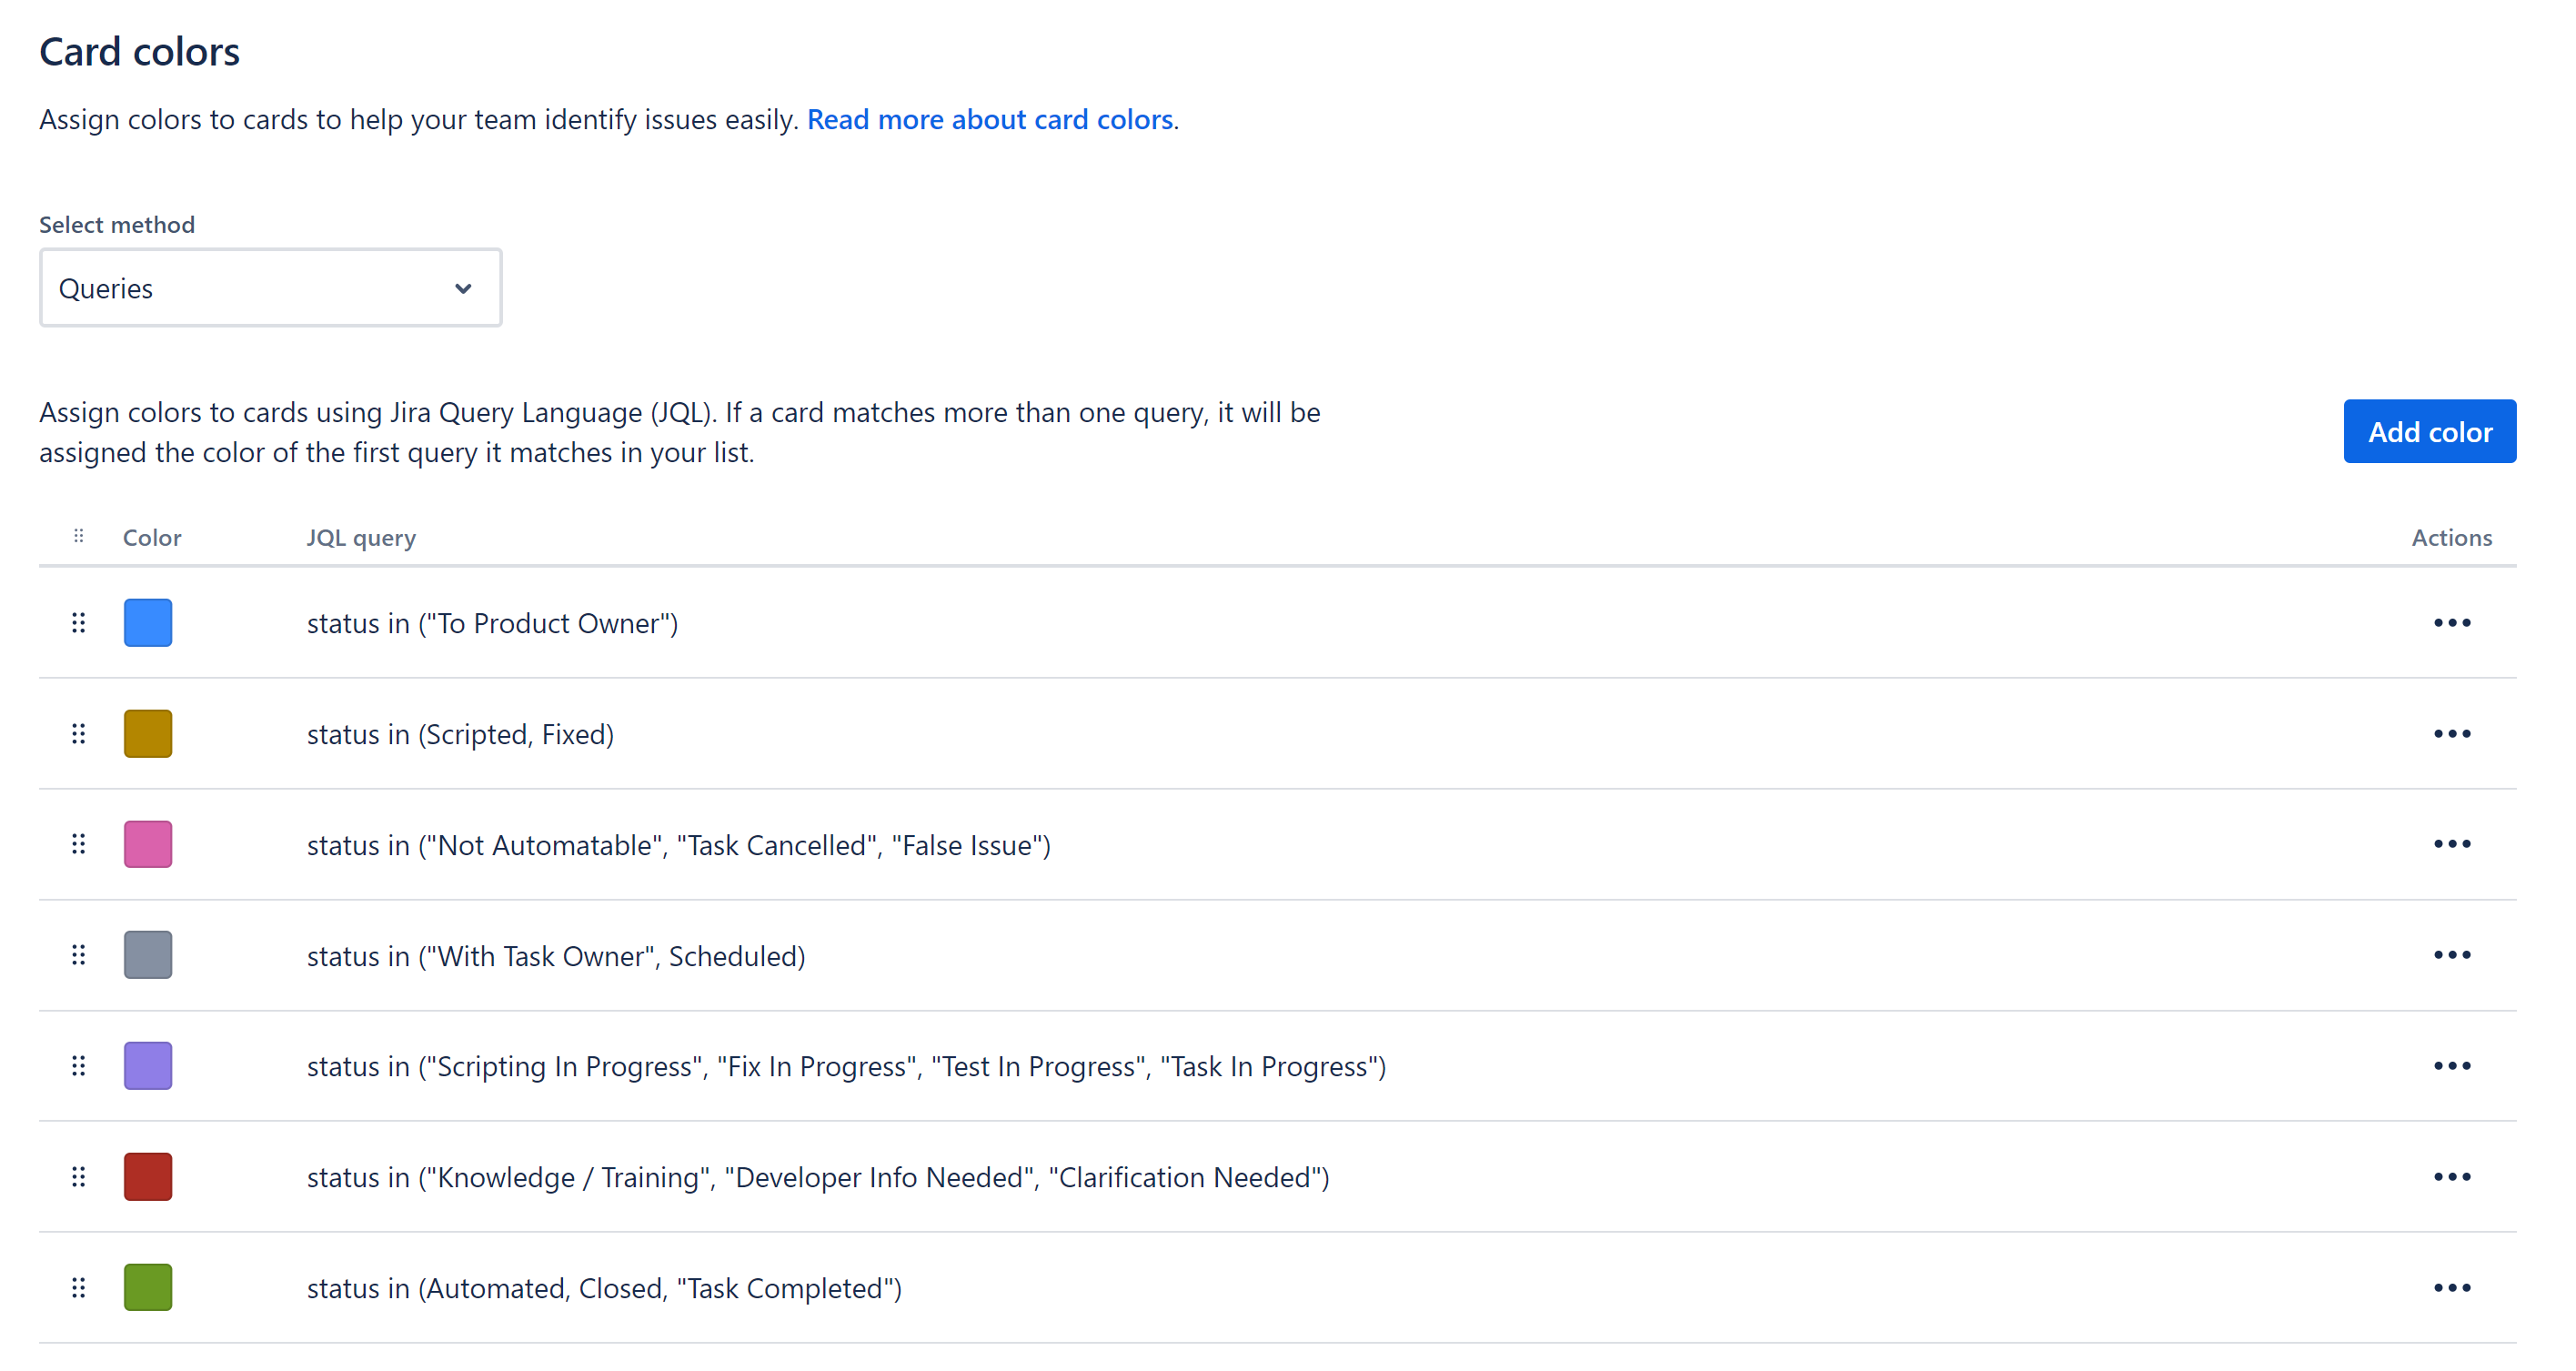 Card colors
Assign colors to cards to help your team identify issues easily. Read more about card colors.
Select method
Queries
Assign colors to cards using Jira Query Language (JQL). If a card matches more than one query, it will be
assigned the color of the first query it matches in your list.
Add color
Color JQL query Actions
status in ("To Product Owner")
status in (Scripted, Fixed)
status in ("Not Automatable", "Task Cancelled", "False Issue")
status in ("With Task Owner", Scheduled)
status in ("Scripting In Progress", "Fix In Progress", "Test In Progress", "Task In Progress")
status in ("Knowledge / Training", "Developer Info Needed", "Clarification Needed")
status in (Automated, Closed, "Task Completed")